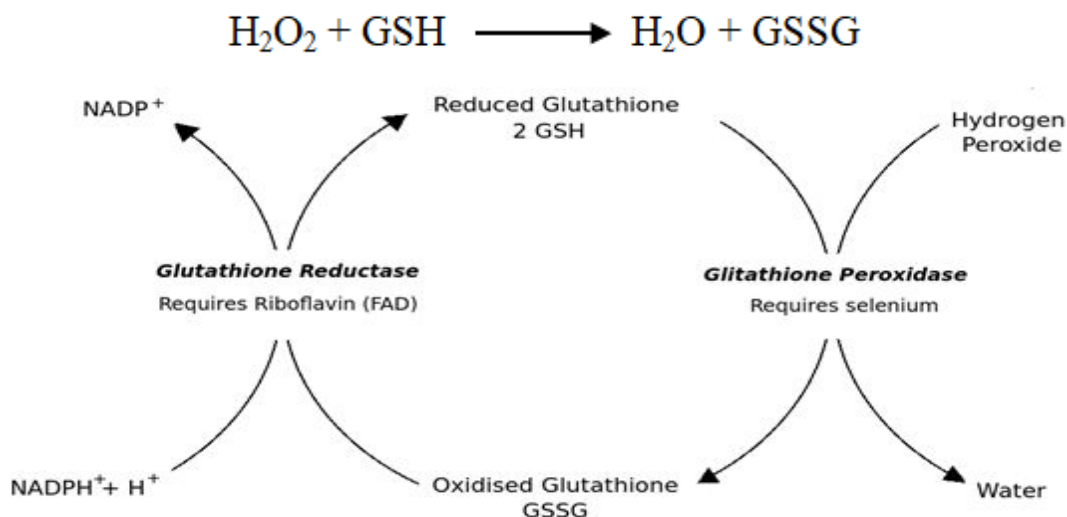 H₂O₂ + GSH → H₂O + GSSG
NADP⁺
Reduced Glutathione
2 GSH
Hydrogen
Peroxide
Glutathione Reductase
Requires Riboflavin (FAD)
Glitathione Peroxidase
Requires selenium
NADPH⁺+ H⁺
Oxidised Glutathione
GSSG
Water